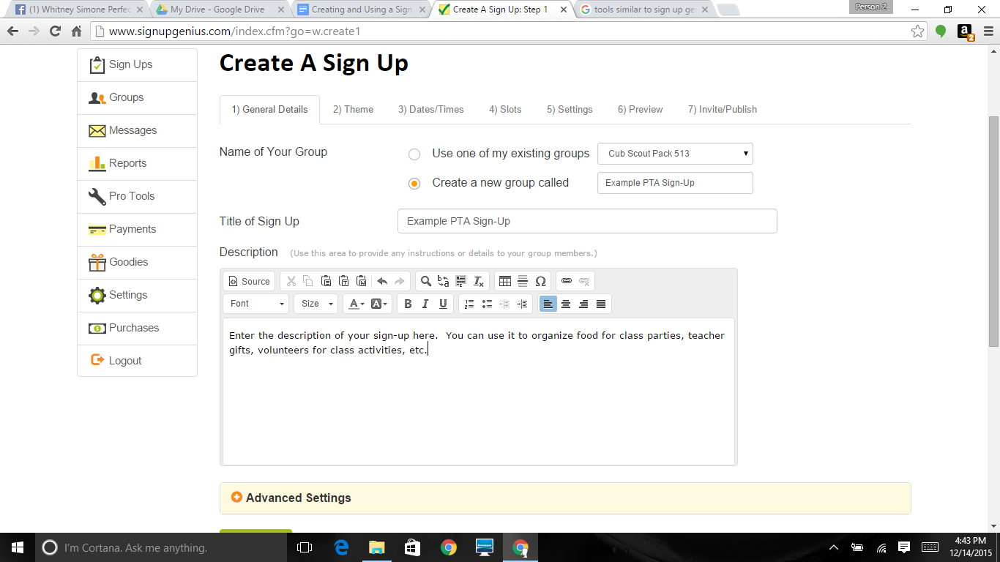 Person 2
(1) Whitney Simone Perfec
My Drive - Google Drive
Creating and Using a Sign
Create A Sign Up: Step 1
tools similar to sign up ge
www.signupgenius.com/index.cfm?go=w.create1
2
Sign Ups
Groups
Messages
Reports
Pro Tools
Payments
Goodies
Settings
Purchases
Logout
Create A Sign Up
1) General Details
2) Theme
3) Dates/Times
4) Slots
5) Settings
6) Preview
7) Invite/Publish
Name of Your Group
Use one of my existing groups
Cub Scout Pack 513
Create a new group called
Example PTA Sign-Up
Title of Sign Up
Example PTA Sign-Up
Description (Use this area to provide any instructions or details to your group members.)
Source
Font
Size
A
A
B
I
U
Enter the description of your sign-up here.  You can use it to organize food for class parties, teacher
gifts, volunteers for class activities, etc.
Advanced Settings
I'm Cortana. Ask me anything.
4:43 PM
12/14/2015